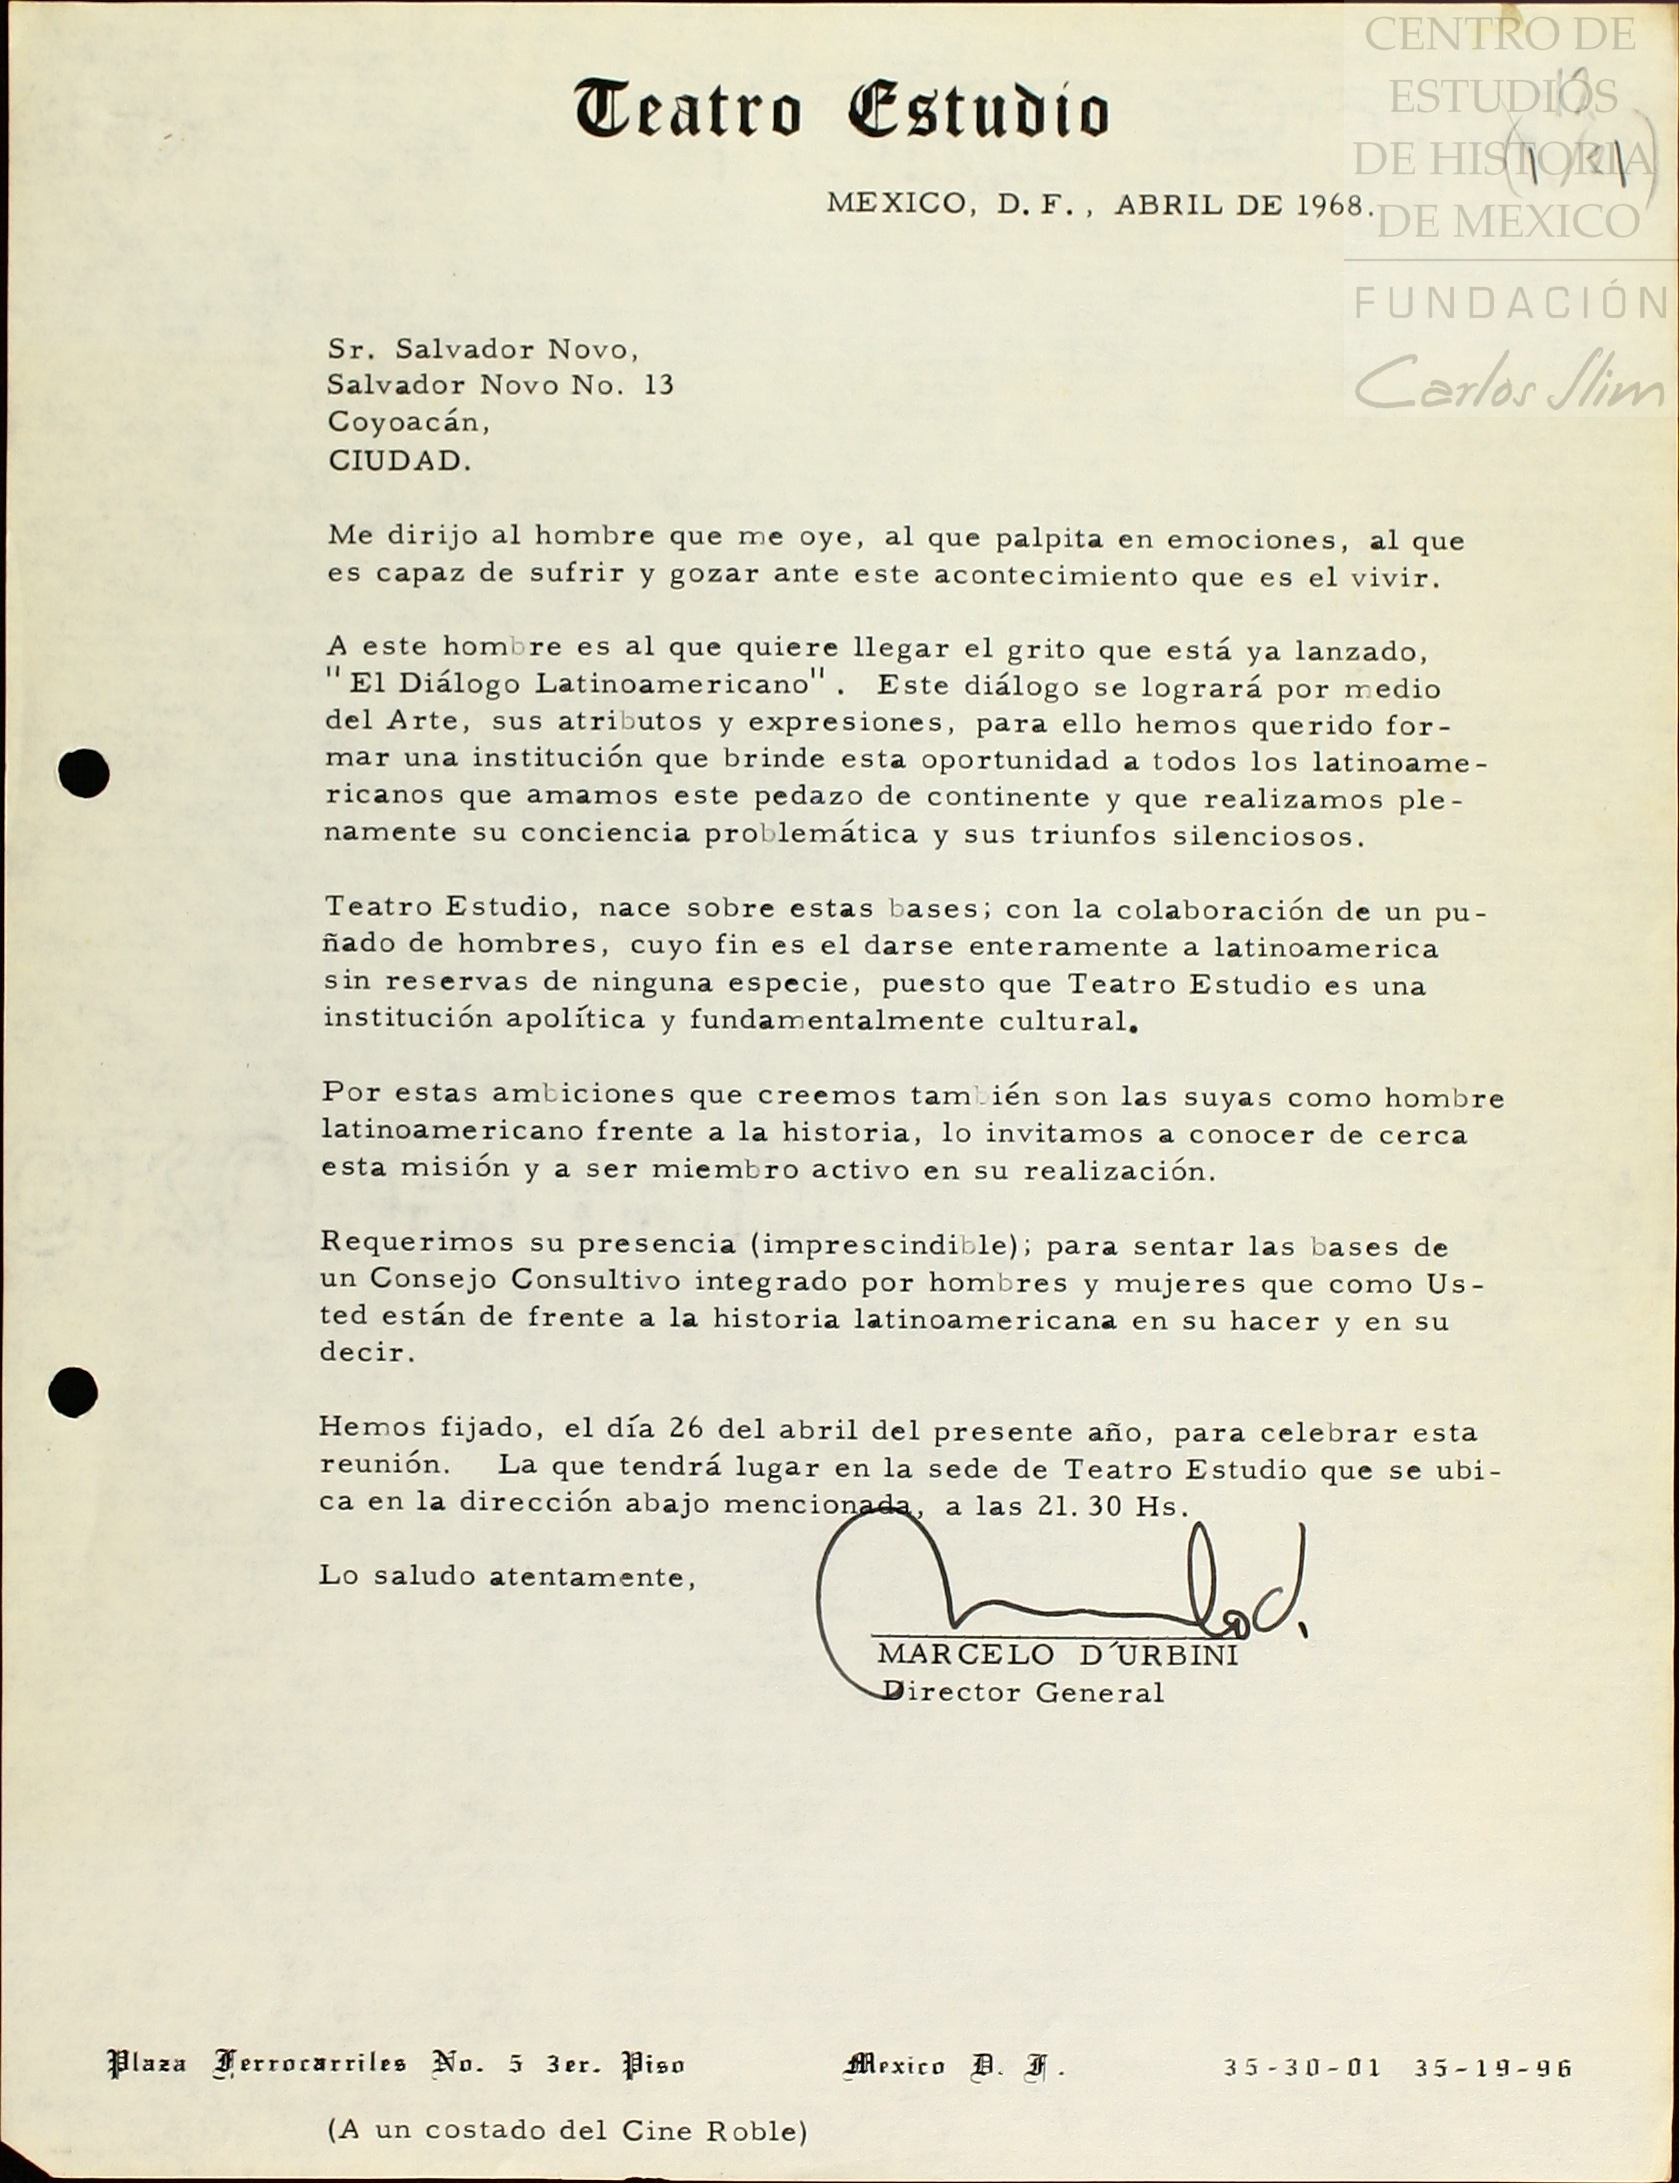 Teatro Estudio
CENTRO DE
ESTUDIOS
DE HISTORIA
DE MEXICO
FUNDACIÓN
Carlos Slim
MEXICO, D. F., ABRIL DE 1968.
Sr. Salvador Novo,
Salvador Novo No. 13
Coyoacán,
CIUDAD.
Me dirijo al hombre que me oye, al que palpita en emociones, al que
es capaz de sufrir y gozar ante este acontecimiento que es el vivir.
A este hombre es al que quiere llegar el grito que está ya lanzado,
"El Diálogo Latinoamericano". Este diálogo se logrará por medio
del Arte, sus atributos y expresiones, para ello hemos querido for-
mar una institución que brinde esta oportunidad a todos los latinoame-
ricanos que amamos este pedazo de continente y que realizamos ple-
namente su conciencia problemática y sus triunfos silenciosos.
Teatro Estudio, nace sobre estas bases; con la colaboración de un pu-
ñado de hombres, cuyo fin es el darse enteramente a latinoamerica
sin reservas de ninguna especie, puesto que Teatro Estudio es una
institución apolítica y fundamentalmente cultural.
Por estas ambiciones que creemos también son las suyas como hombre
latinoamericano frente a la historia, lo invitamos a conocer de cerca
esta misión y a ser miembro activo en su realización.
Requerimos su presencia (imprescindible); para sentar las bases de
un Consejo Consultivo integrado por hombres y mujeres que como Us-
ted están de frente a la historia latinoamericana en su hacer y en su
decir.
Hemos fijado, el día 26 del abril del presente año, para celebrar esta
reunión. La que tendrá lugar en la sede de Teatro Estudio que se ubi-
ca en la dirección abajo mencionada, a las 21.30 Hs.
Lo saludo atentamente,
MARCELO D´URBINI
Director General
Plaza Ferrocarriles No. 5 3er. Piso Mexico D. F. 35-30-01 35-19-96
(A un costado del Cine Roble)